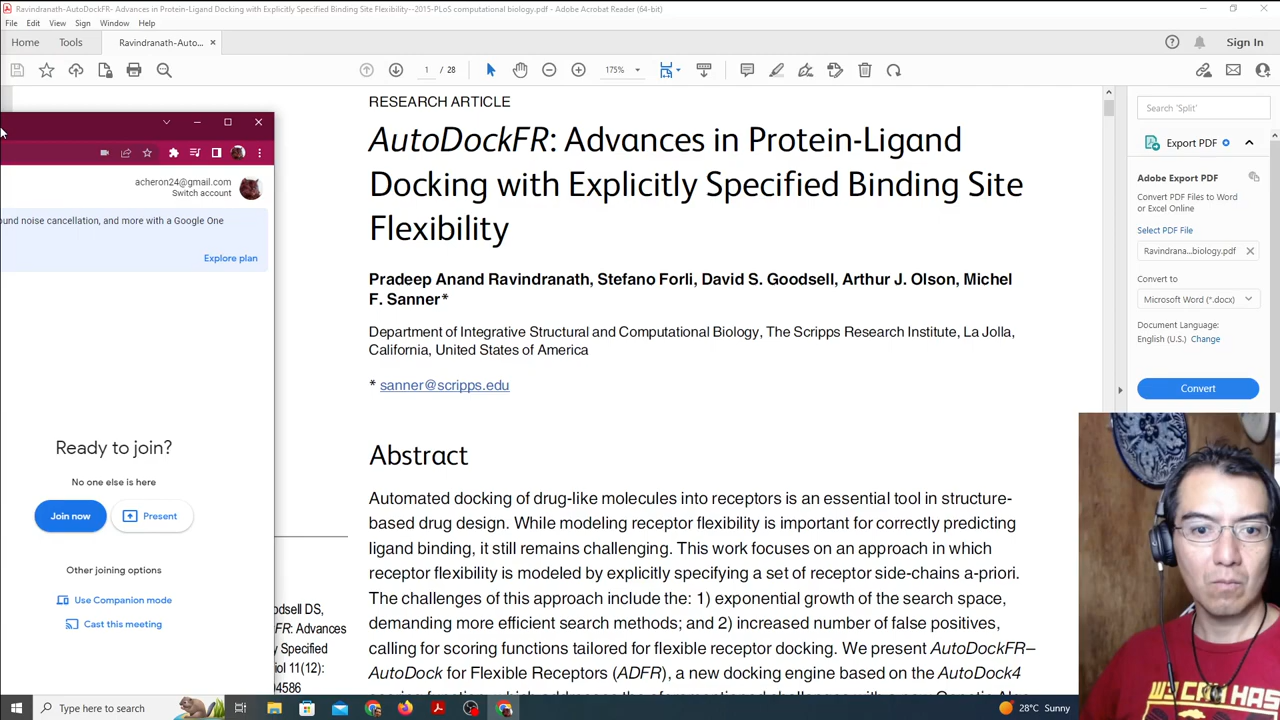 Ravindranath-AutoDockFR- Advances in Protein-Ligand Docking with Explicitly Specified Binding Site Flexibility--2015-PLoS computational biology.pdf - Adobe Acrobat Reader (64-bit)
File Edit View Sign Window Help
Home Tools Ravindranath-Auto... Sign In
1 / 28 175%
RESEARCH ARTICLE
AutoDockFR: Advances in Protein-Ligand
Docking with Explicitly Specified Binding Site
Flexibility
Pradeep Anand Ravindranath, Stefano Forli, David S. Goodsell, Arthur J. Olson, Michel
F. Sanner*
Department of Integrative Structural and Computational Biology, The Scripps Research Institute, La Jolla,
California, United States of America
* sanner@scripps.edu
Abstract
Automated docking of drug-like molecules into receptors is an essential tool in structure-
based drug design. While modeling receptor flexibility is important for correctly predicting
ligand binding, it still remains challenging. This work focuses on an approach in which
receptor flexibility is modeled by explicitly specifying a set of receptor side-chains a-priori.
The challenges of this approach include the: 1) exponential growth of the search space,
demanding more efficient search methods; and 2) increased number of false positives,
calling for scoring functions tailored for flexible receptor docking. We present AutoDockFR–
AutoDock for Flexible Receptors (ADFR), a new docking engine based on the AutoDock4
acheron24@gmail.com
Switch account
ound noise cancellation, and more with a Google One
Explore plan
Ready to join?
No one else is here
Join now Present
Other joining options
Use Companion mode
Cast this meeting
odsell DS,
FR: Advances
Specified
iol 11(12):
4586
Search 'Split'
Export PDF
Adobe Export PDF
Convert PDF Files to Word
or Excel Online
Select PDF File
Ravindrana...biology.pdf
Convert to
Microsoft Word (*.docx)
Document Language:
English (U.S.) Change
Convert
WE CAN HAS
Type here to search
28°C Sunny